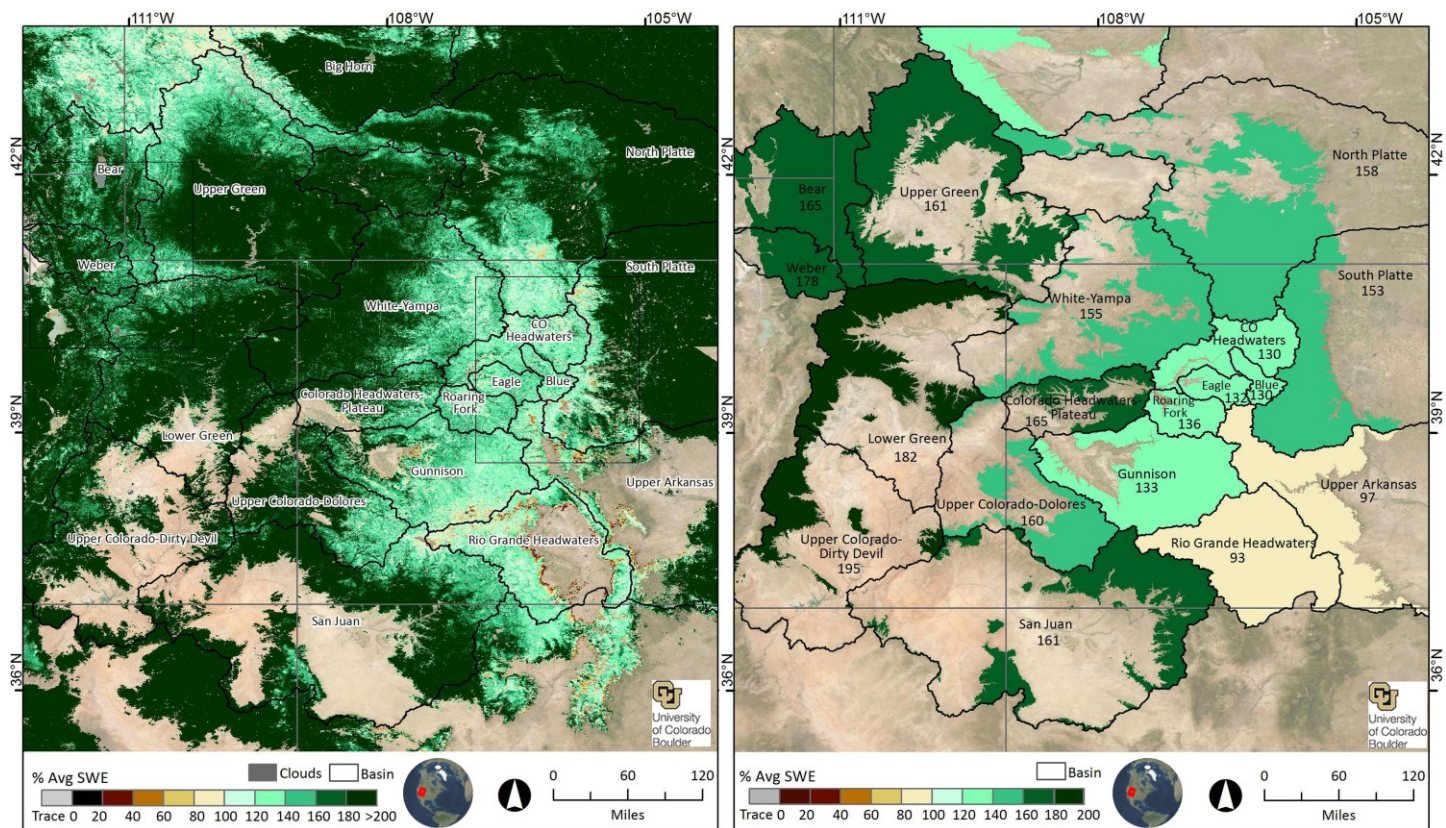 111°W
108°W
105°W
42°N
39°N
36°N
Big Horn
Bear
Upper Green
North Platte
Weber
South Platte
White-Yampa
CO
Headwaters
Eagle
Blue
Colorado Headwaters-
Plateau
Roaring
Fork
Lower Green
Gunnison
Upper Colorado-Dolores
Upper Arkansas
Upper Colorado-Dirty Devil
Rio Grande Headwaters
San Juan
CU
University
of Colorado
Boulder
% Avg SWE
Clouds
Basin
Trace 0 20 40 60 80 100 120 140 160 180 >200
0 60 120
Miles
111°W
108°W
105°W
42°N
39°N
36°N
North Platte
158
Bear
165
Upper Green
161
Weber
178
South Platte
153
White-Yampa
155
CO
Headwaters
130
Eagle
132
Blue
130
Colorado Headwaters-
Plateau
165
Roaring
Fork
136
Lower Green
182
Gunnison
133
Upper Arkansas
97
Upper Colorado-Dolores
160
Upper Colorado-
Dirty Devil
195
Rio Grande Headwaters
93
San Juan
161
CU
University
of Colorado
Boulder
% Avg SWE
Basin
Trace 0 20 40 60 80 100 120 140 160 180 200
0 60 120
Miles